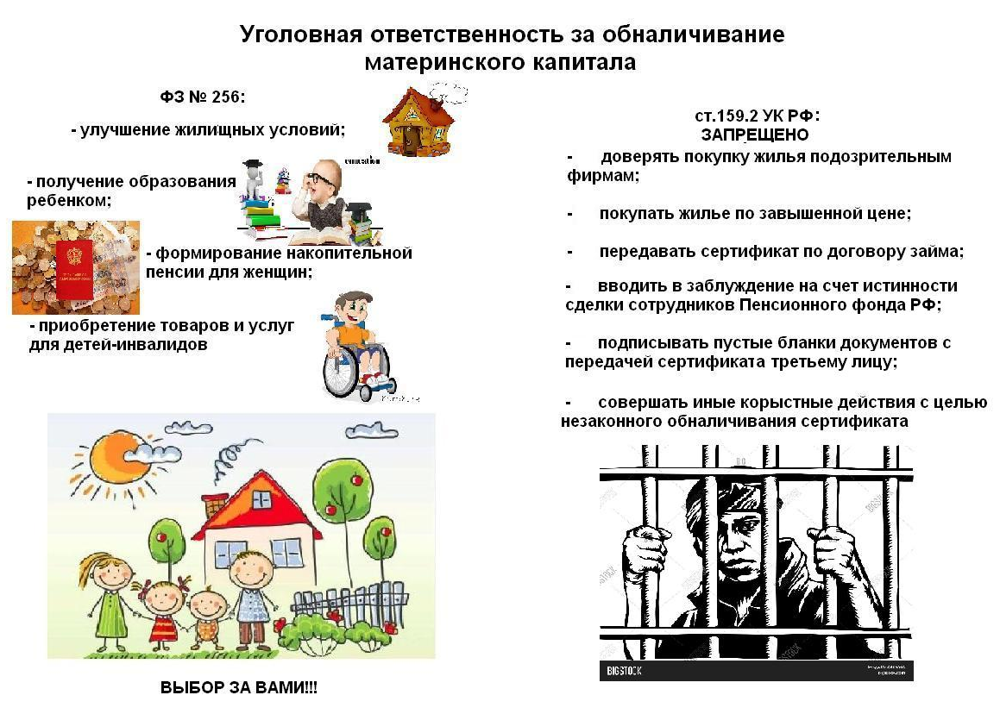 Уголовная ответственность за обналичивание
материнского капитала
ФЗ № 256:
- улучшение жилищных условий;
education
- получение образования
ребенком;
- формирование накопительной
пенсии для женщин;
- приобретение товаров и услуг
для детей-инвалидов
ВЫБОР ЗА ВАМИ!!!
ст.159.2 УК РФ:
ЗАПРЕЩЕНО
- доверять покупку жилья подозрительным
фирмам;
- покупать жилье по завышенной цене;
- передавать сертификат по договору займа;
- вводить в заблуждение на счет истинности
сделки сотрудников Пенсионного фонда РФ;
- подписывать пустые бланки документов с
передачей сертификата третьему лицу;
- совершать иные корыстные действия с целью
незаконного обналичивания сертификата
BIGSTOCK